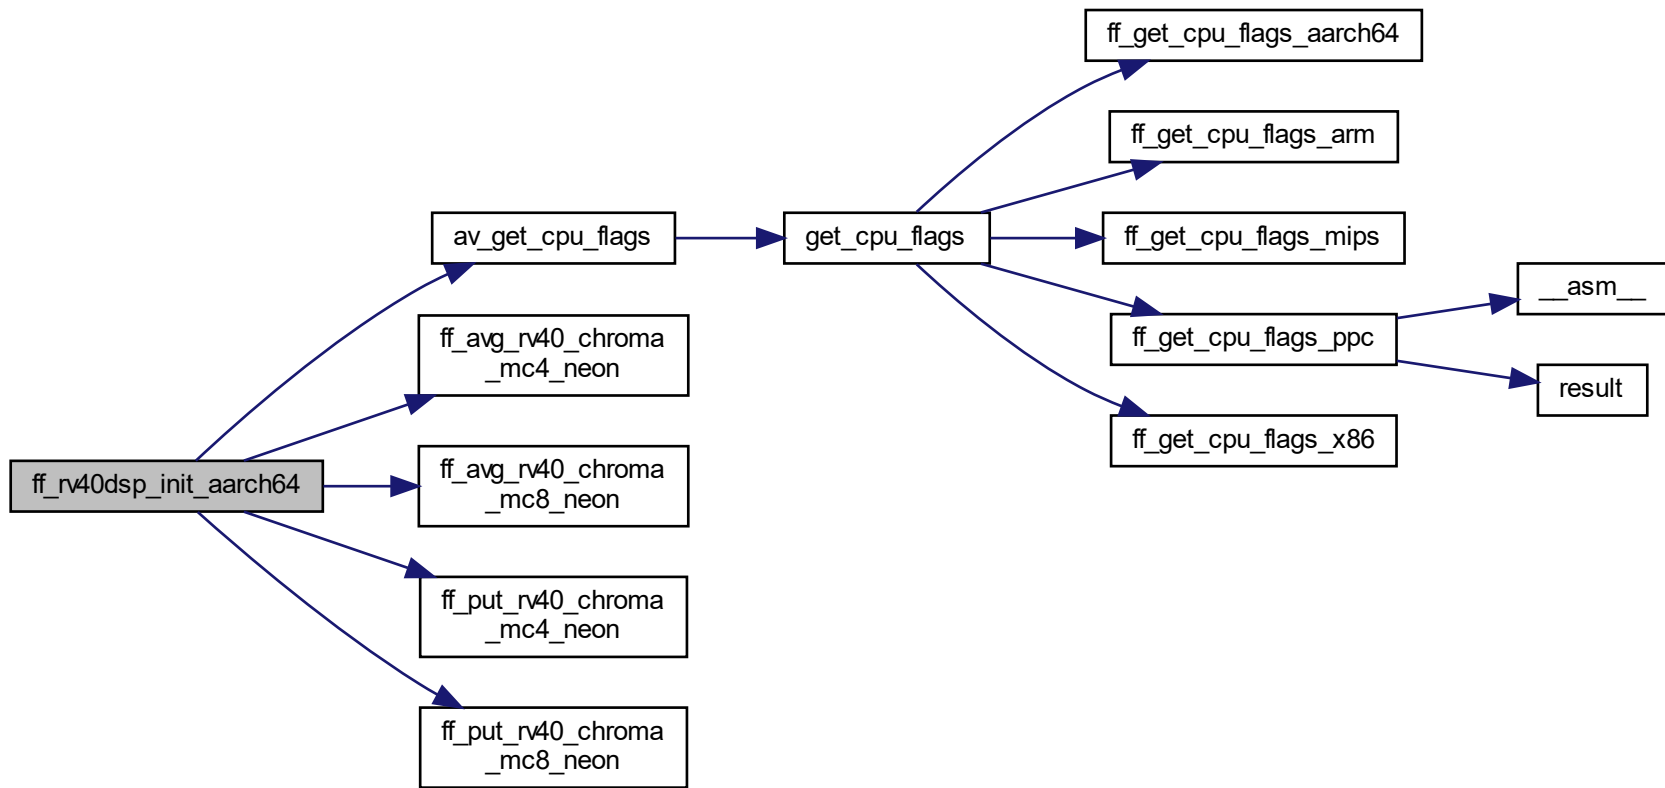 ff_rv40dsp_init_aarch64
av_get_cpu_flags
ff_avg_rv40_chroma
_mc4_neon
ff_avg_rv40_chroma
_mc8_neon
ff_put_rv40_chroma
_mc4_neon
ff_put_rv40_chroma
_mc8_neon
get_cpu_flags
ff_get_cpu_flags_aarch64
ff_get_cpu_flags_arm
ff_get_cpu_flags_mips
ff_get_cpu_flags_ppc
ff_get_cpu_flags_x86
__asm__
result